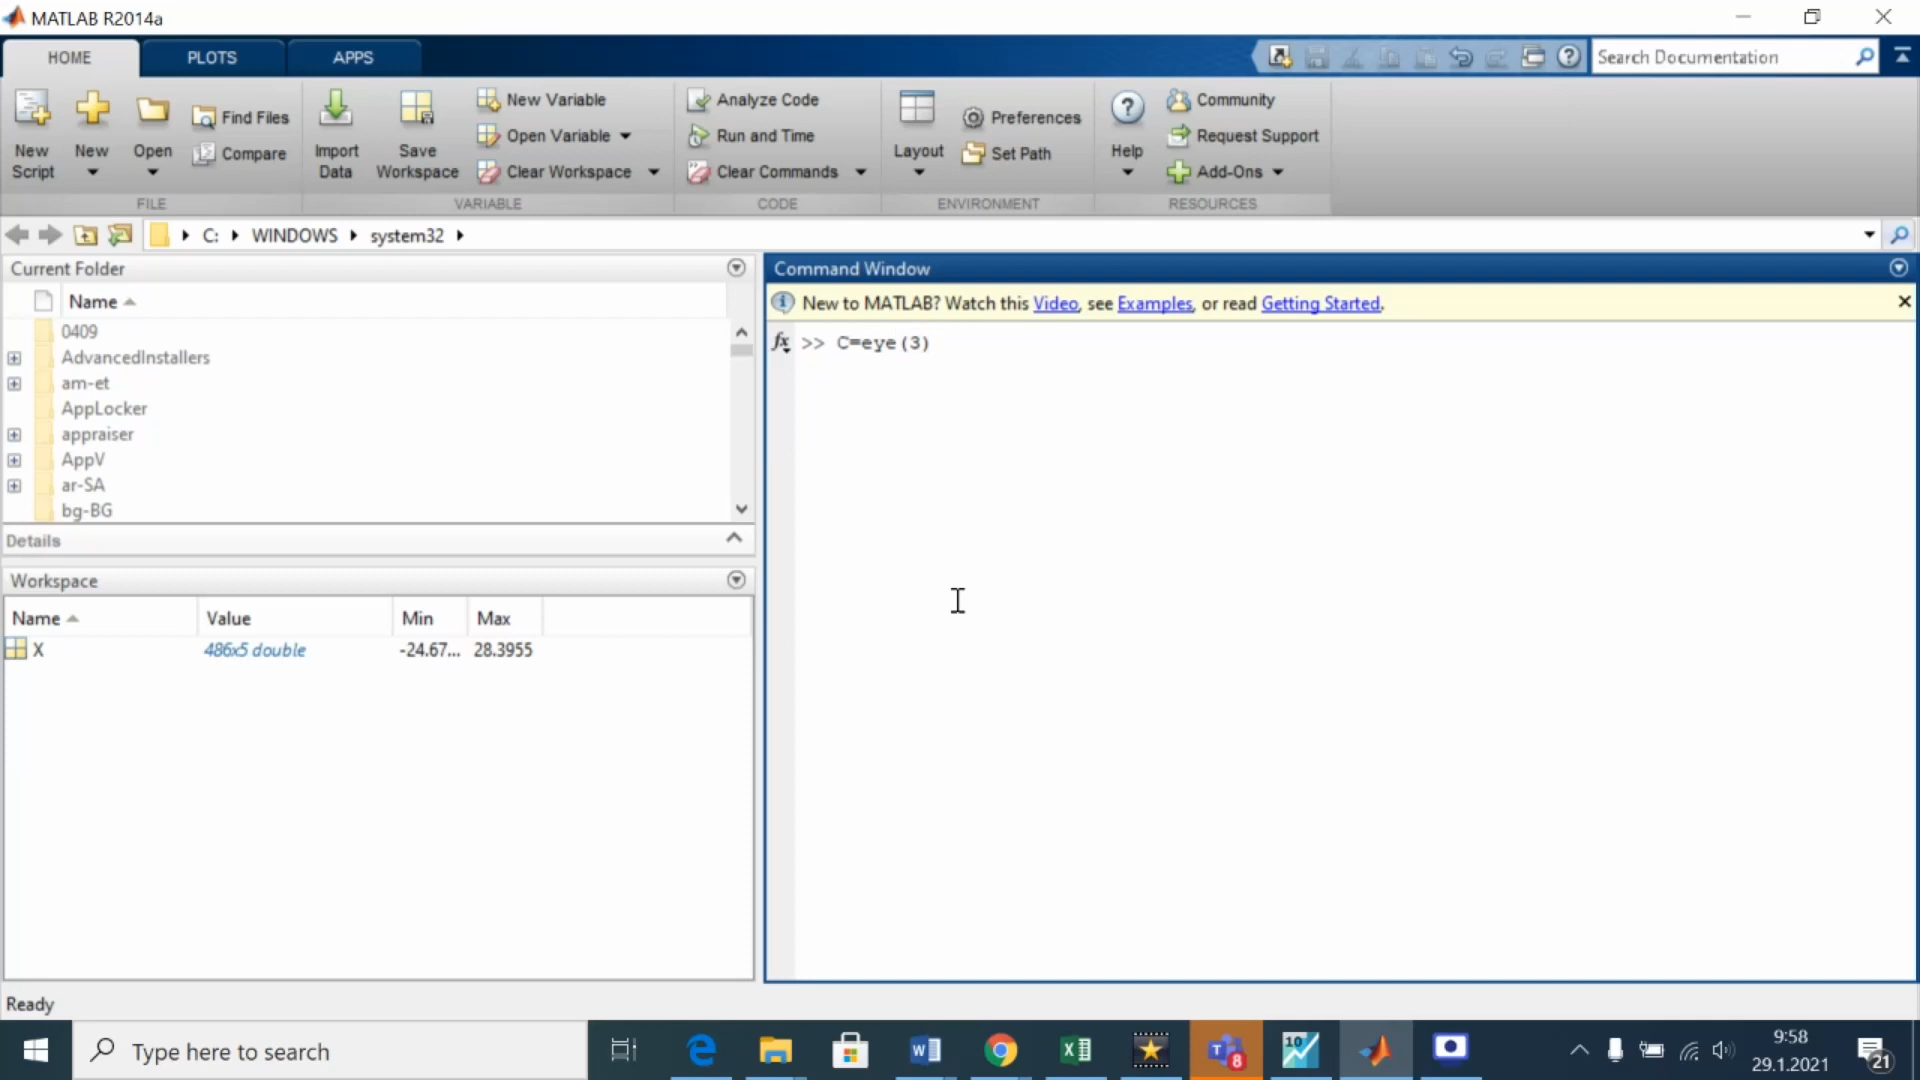 MATLAB R2014a
HOME PLOTS APPS Search Documentation
New Script New Open Find Files Compare
Import Data Save Workspace New Variable Open Variable Clear Workspace
Analyze Code Run and Time Clear Commands
Layout Preferences Set Path
Help Community Request Support Add-Ons
FILE VARIABLE CODE ENVIRONMENT RESOURCES
C: WINDOWS system32
Current Folder
Name
0409
AdvancedInstallers
am-et
AppLocker
appraiser
AppV
ar-SA
bg-BG
Details
Workspace
Name Value Min Max
X 486x5 double -24.67... 28.3955
Command Window
New to MATLAB? Watch this Video, see Examples, or read Getting Started.
fx >> C=eye(3)
Ready
Type here to search
10
8
9:58
29.1.2021
21